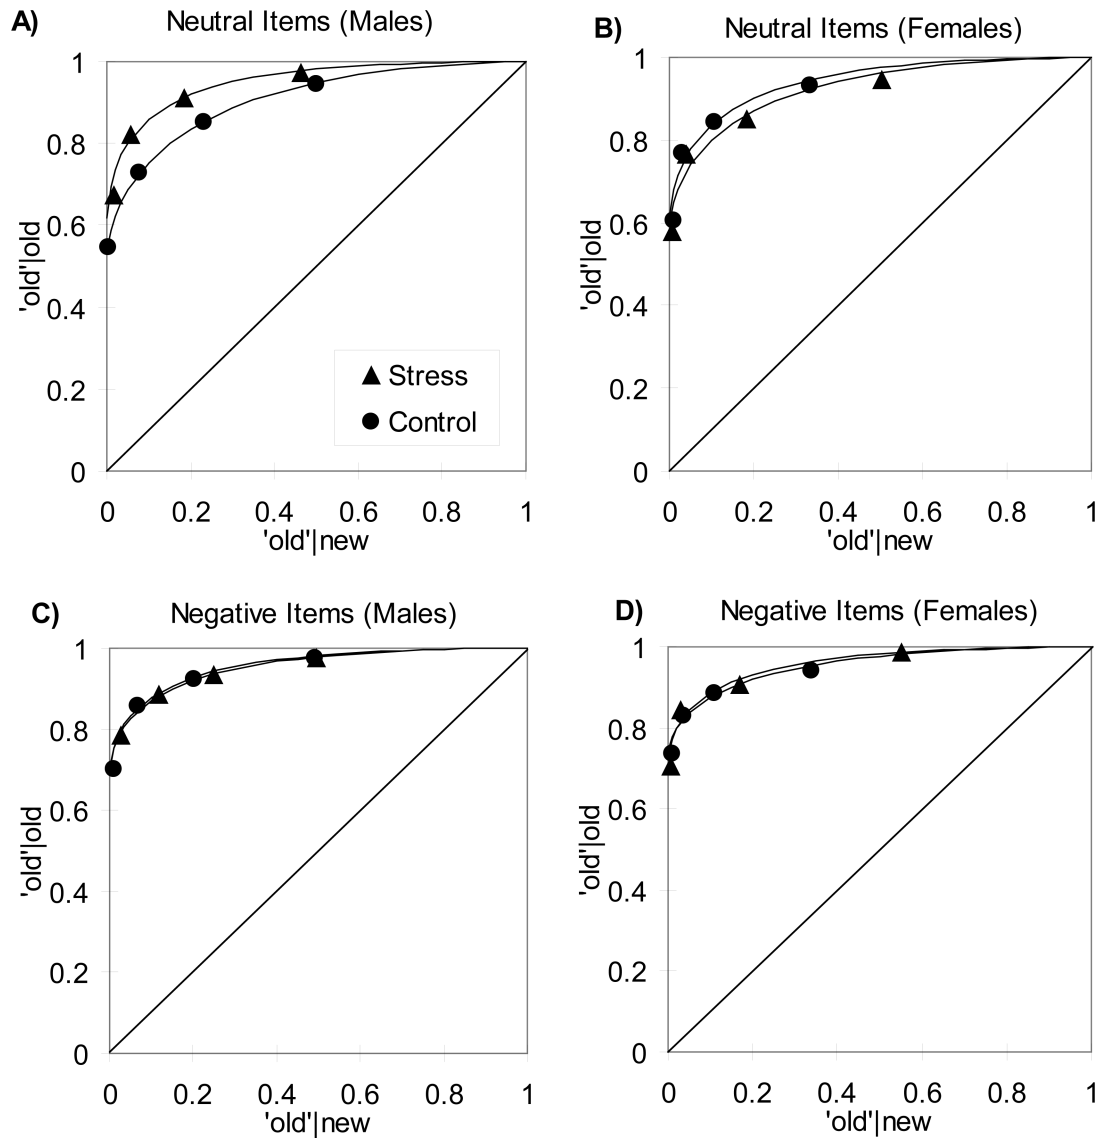 A)
Neutral Items (Males)
1
0.8
0.6
0.4
0.2
0
'old'|old
Stress
Control
0 0.2 0.4 0.6 0.8 1
'old'|new
B)
Neutral Items (Females)
1
0.8
0.6
0.4
0.2
0
'old'|old
0 0.2 0.4 0.6 0.8 1
'old'|new
C)
Negative Items (Males)
1
0.8
0.6
0.4
0.2
0
'old'|old
0 0.2 0.4 0.6 0.8 1
'old'|new
D)
Negative Items (Females)
1
0.8
0.6
0.4
0.2
0
'old'|old
0 0.2 0.4 0.6 0.8 1
'old'|new